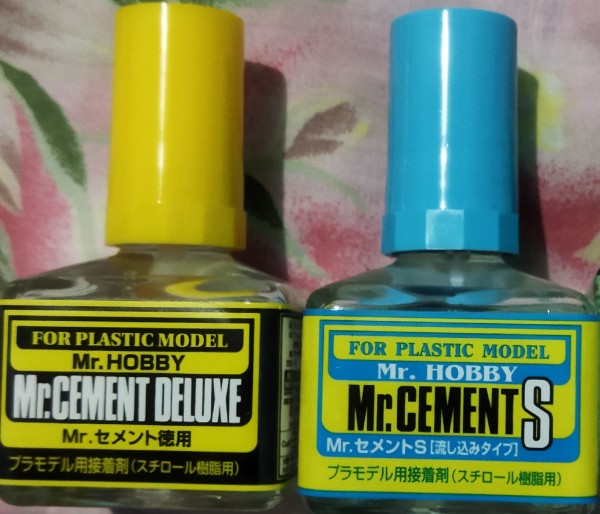 FOR PLASTIC MODEL
Mr.HOBBY
Mr.CEMENT DELUXE
Mr.セメント徳用
プラモデル用接着剤(スチロール樹脂用)
FOR PLASTIC MODEL
Mr. HOBBY
Mr.CEMENT S
Mr.セメントS[流し込みタイプ]
プラモデル用接着剤(スチロール樹脂用)